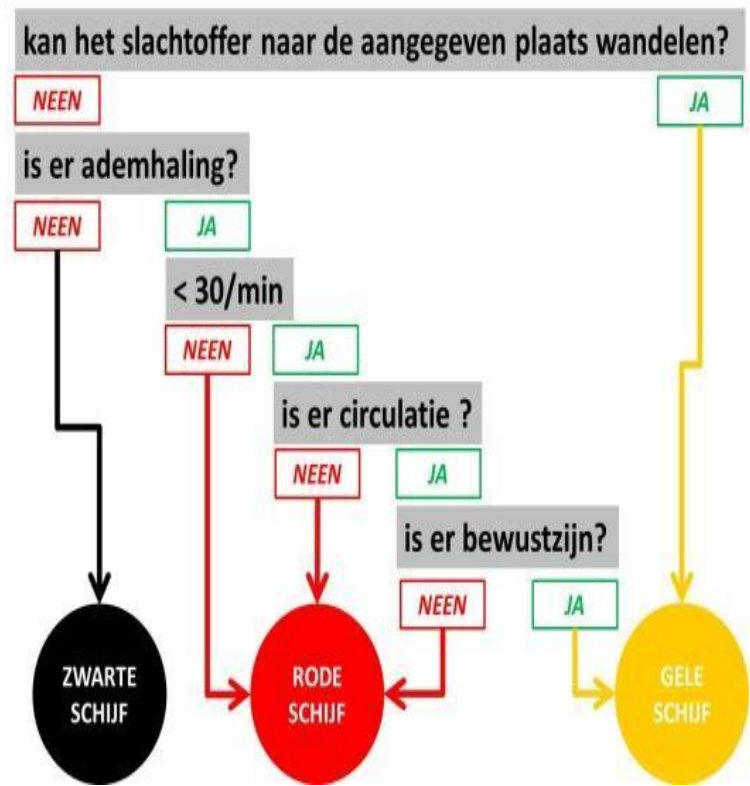 kan het slachtoffer naar de aangegeven plaats wandelen?
NEEN JA
is er ademhaling?
NEEN JA
< 30/min
NEEN JA
is er circulatie ?
NEEN JA
is er bewustzijn?
NEEN JA
ZWARTE
SCHIJF
RODE
SCHIJF
GELE
SCHIJF